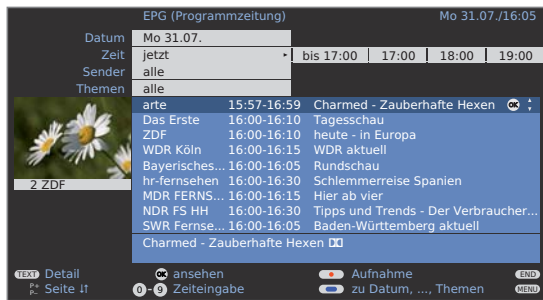 EPG (Programmzeitung) Mo 31.07./16:05
Datum Mo 31.07.
Zeit jetzt bis 17:00 17:00 18:00 19:00
Sender alle
Themen alle
arte 15:57-16:59 Charmed - Zauberhafte Hexen OK
Das Erste 16:00-16:10 Tagesschau
ZDF 16:00-16:10 heute - in Europa
WDR Köln 16:00-16:15 WDR aktuell
Bayerisches... 16:00-16:05 Rundschau
hr-fernsehen 16:00-16:30 Schlemmerreise Spanien
MDR FERNS... 16:00-16:15 Hier ab vier
NDR FS HH 16:00-16:30 Tipps und Trends - Der Verbraucher...
SWR Fernse... 16:00-16:05 Baden-Württemberg aktuell
2 ZDF
Charmed - Zauberhafte Hexen
TEXT Detail OK ansehen Aufnahme END
P+ P- Seite 0-9 Zeiteingabe zu Datum, ..., Themen MENU